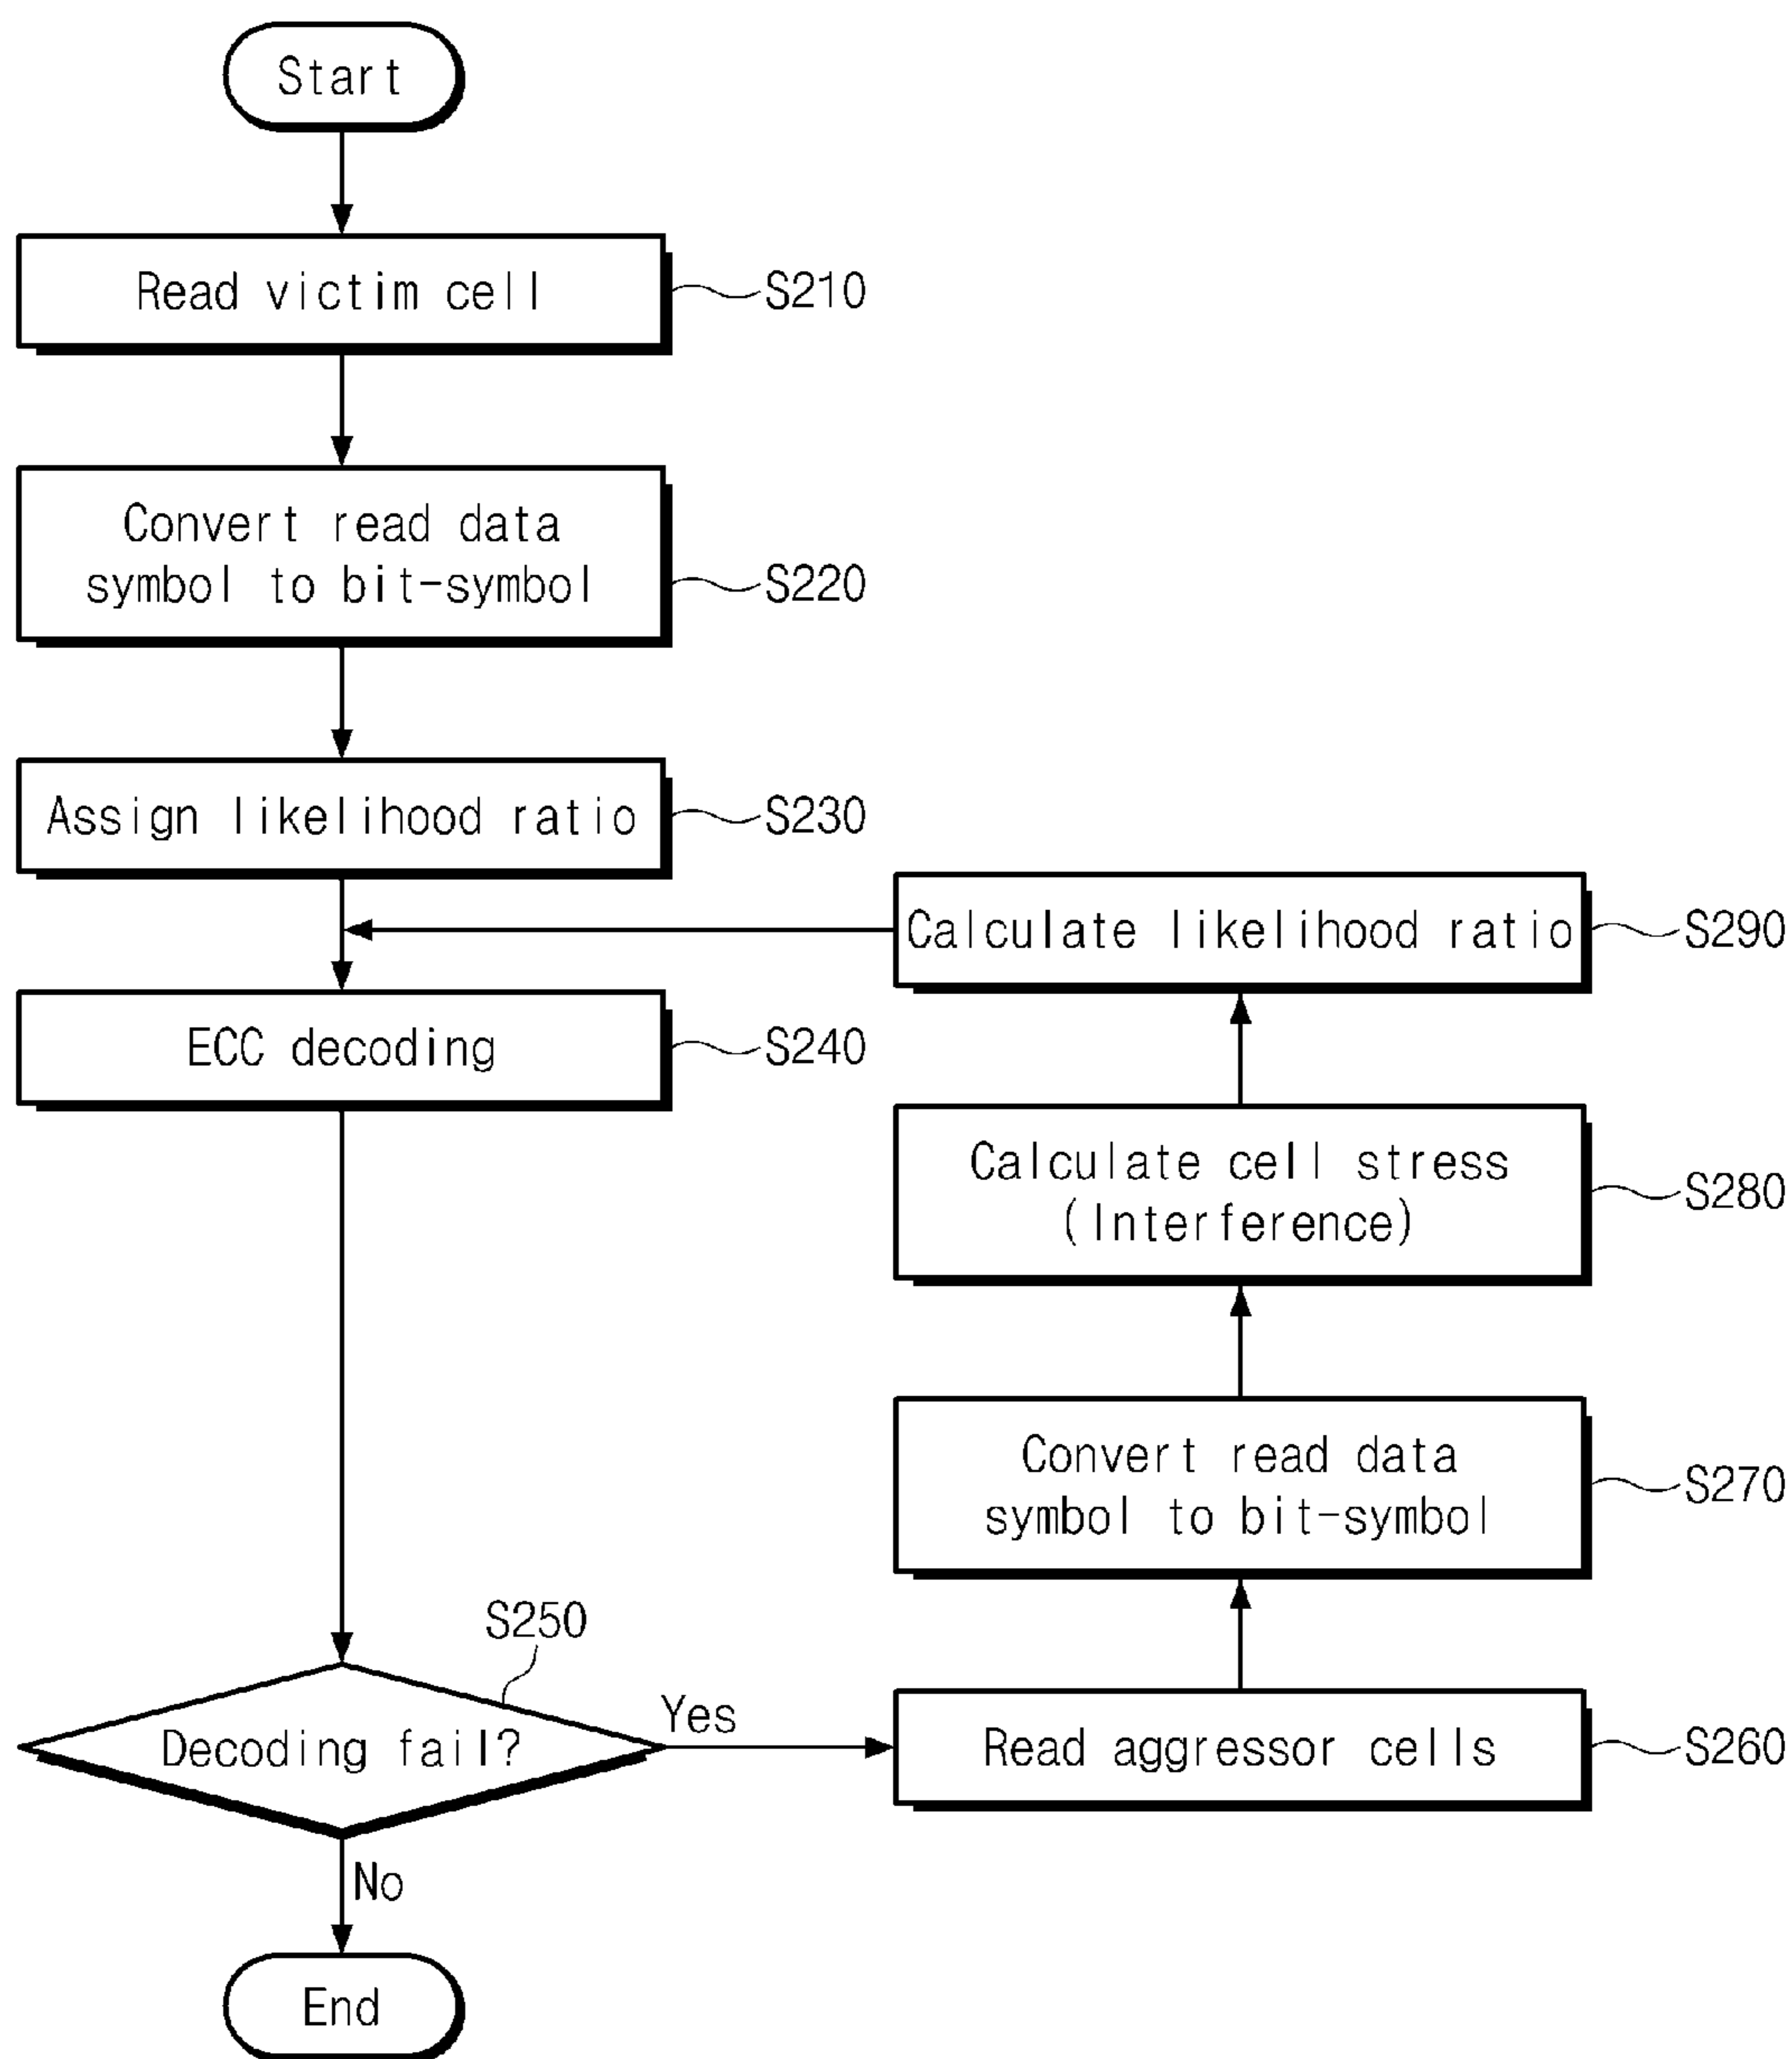 Start
Read victim cell
S210
Convert read data
symbol to bit-symbol
S220
Assign likelihood ratio
S230
Calculate likelihood ratio
S290
ECC decoding
S240
Calculate cell stress
(Interference)
S280
Convert read data
symbol to bit-symbol
S270
S250
Decoding fail?
Yes
Read aggressor cells
S260
No
End